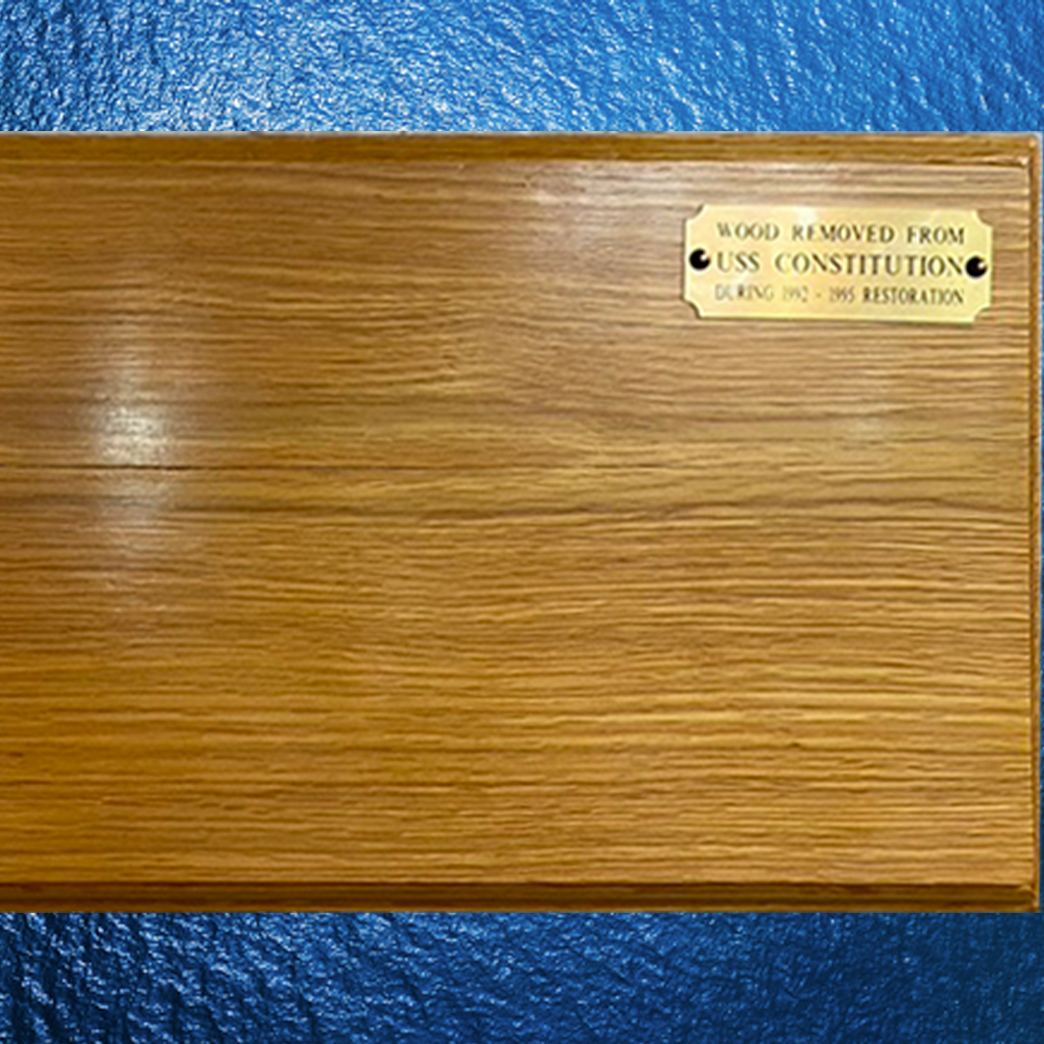 WOOD REMOVED FROM
USS CONSTITUTION
DURING 1992 - 1995 RESTORATION